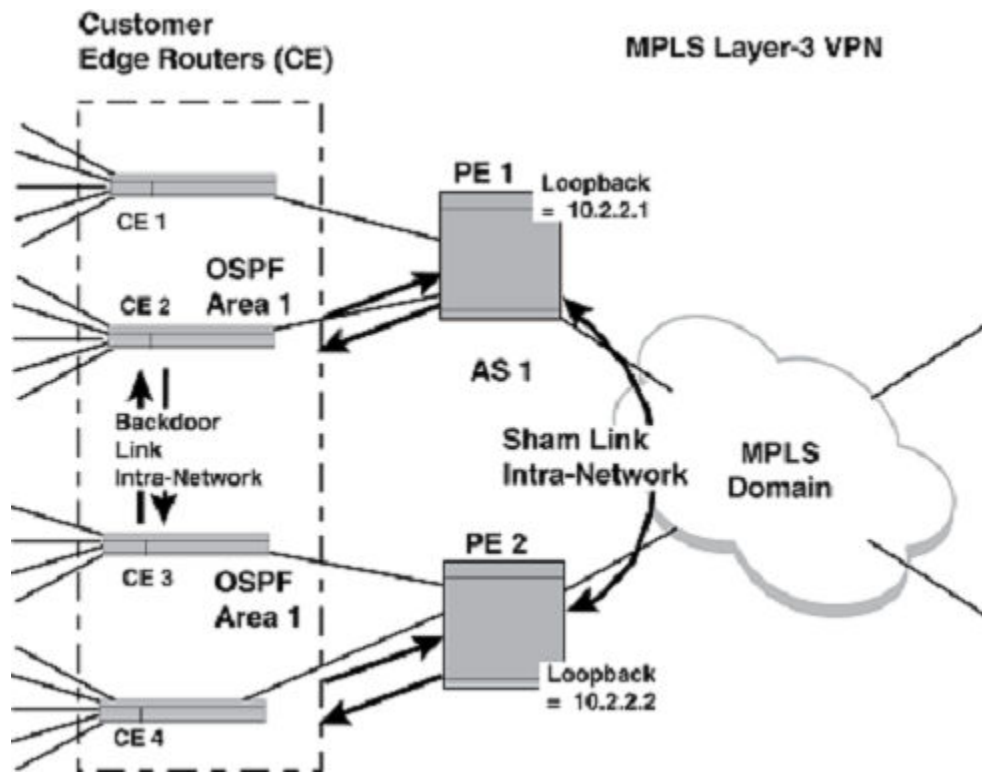 Customer
Edge Routers (CE)
MPLS Layer-3 VPN
CE 1
PE 1
Loopback
= 10.2.2.1
OSPF
Area 1
CE 2
AS 1
Backdoor
Link
Intra-Network
Sham Link
Intra-Network
MPLS
Domain
CE 3
OSPF
Area 1
PE 2
Loopback
= 10.2.2.2
CE 4